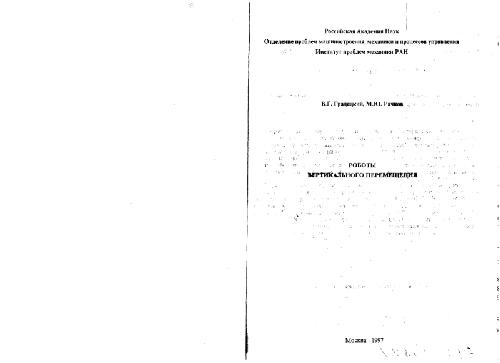 Российская Академия Наук
Отделение проблем машиностроения, механики и процессов управления
Институт проблем механики РАН
В.Г. Градецкий, М.Ю. Рачков
РОБОТЫ
ВЕРТИКАЛЬНОГО ПЕРЕМЕЩЕНИЯ
Москва 1997